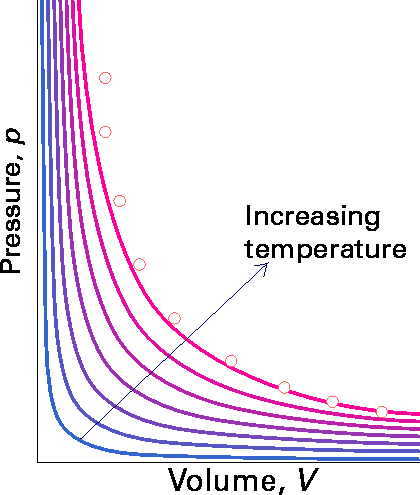 Pressure, p
Increasing
temperature
Volume, V